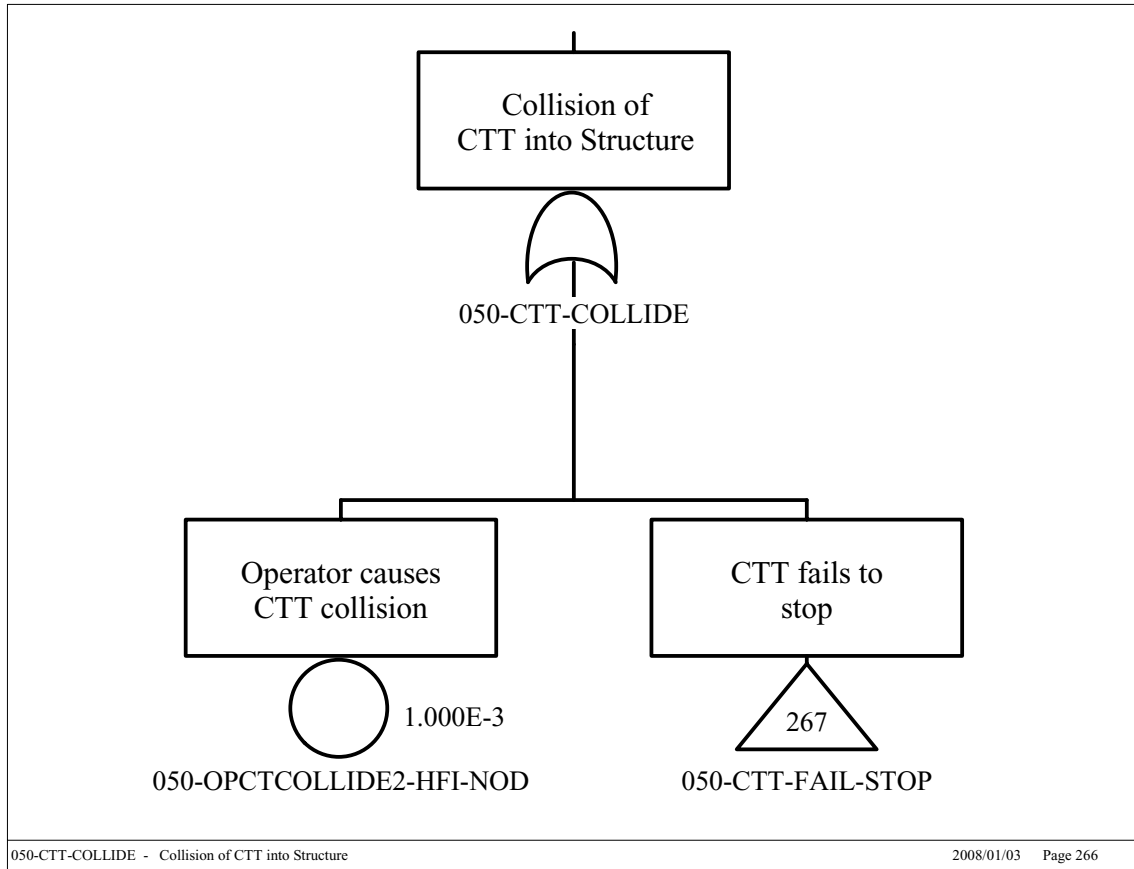 Collision of
CTT into Structure
050-CTT-COLLIDE
Operator causes
CTT collision
CTT fails to
stop
1.000E-3
267
050-OPCTCOLLIDE2-HFI-NOD
050-CTT-FAIL-STOP
050-CTT-COLLIDE - Collision of CTT into Structure
2008/01/03 Page 266